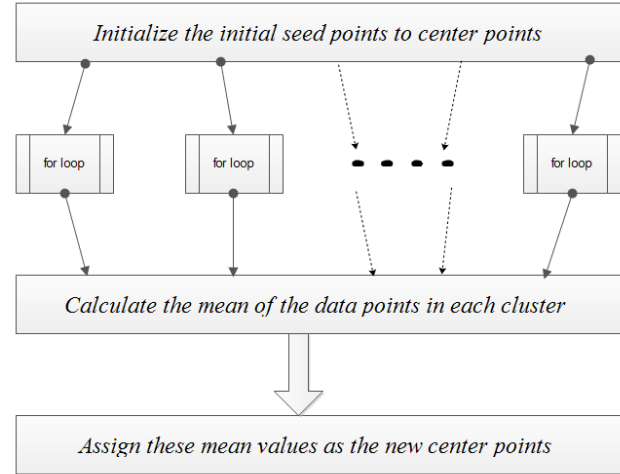 Initialize the initial seed points to center points
for loop
for loop
for loop
Calculate the mean of the data points in each cluster
Assign these mean values as the new center points